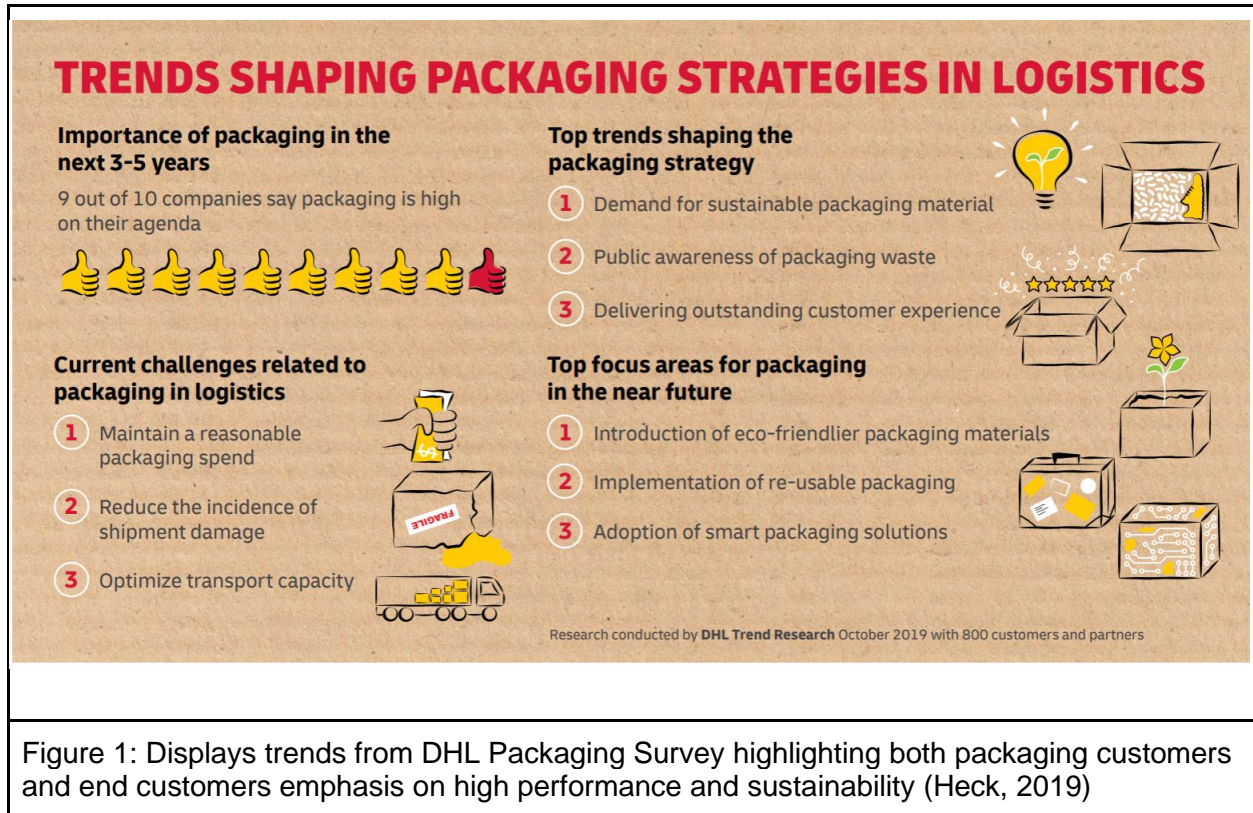 TRENDS SHAPING PACKAGING STRATEGIES IN LOGISTICS
Importance of packaging in the
next 3-5 years
9 out of 10 companies say packaging is high
on their agenda
Current challenges related to
packaging in logistics
1 Maintain a reasonable
packaging spend
2 Reduce the incidence of
shipment damage
FRAGILE
3 Optimize transport capacity
Top trends shaping the
packaging strategy
1 Demand for sustainable packaging material
2 Public awareness of packaging waste
3 Delivering outstanding customer experience
Top focus areas for packaging
in the near future
1 Introduction of eco-friendlier packaging materials
2 Implementation of re-usable packaging
3 Adoption of smart packaging solutions
Research conducted by DHL Trend Research October 2019 with 800 customers and partners
Figure 1: Displays trends from DHL Packaging Survey highlighting both packaging customers
and end customers emphasis on high performance and sustainability (Heck, 2019)